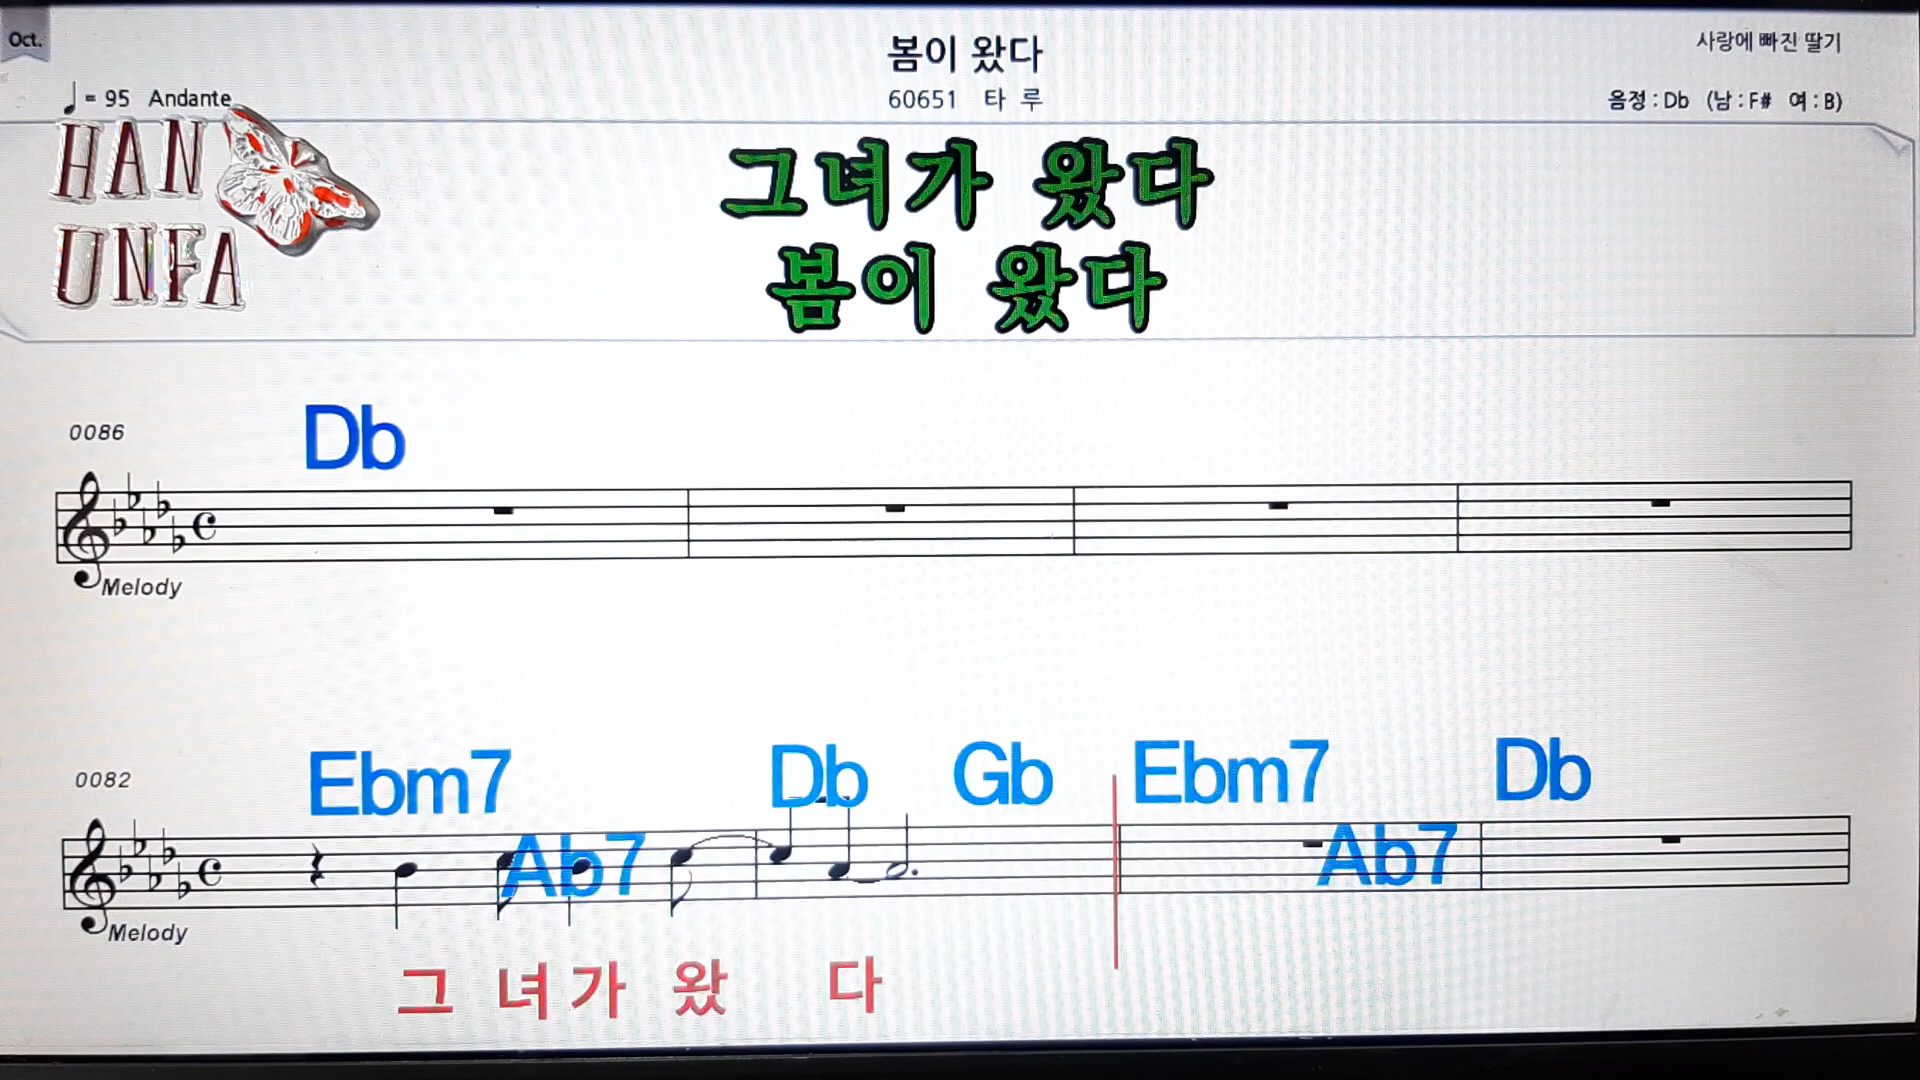 Oct.
봄이 왔다
사랑에 빠진 딸기
♩ = 95 Andante
60651 타 루
음정 : Db (남 : F# 여 : B)
HAN
UNFA
그녀가 왔다
봄이 왔다
0086
Db
Melody
0082
Ebm7 Db Gb Ebm7 Db
Ab7 Ab7
Melody
그 녀 가 왔 다